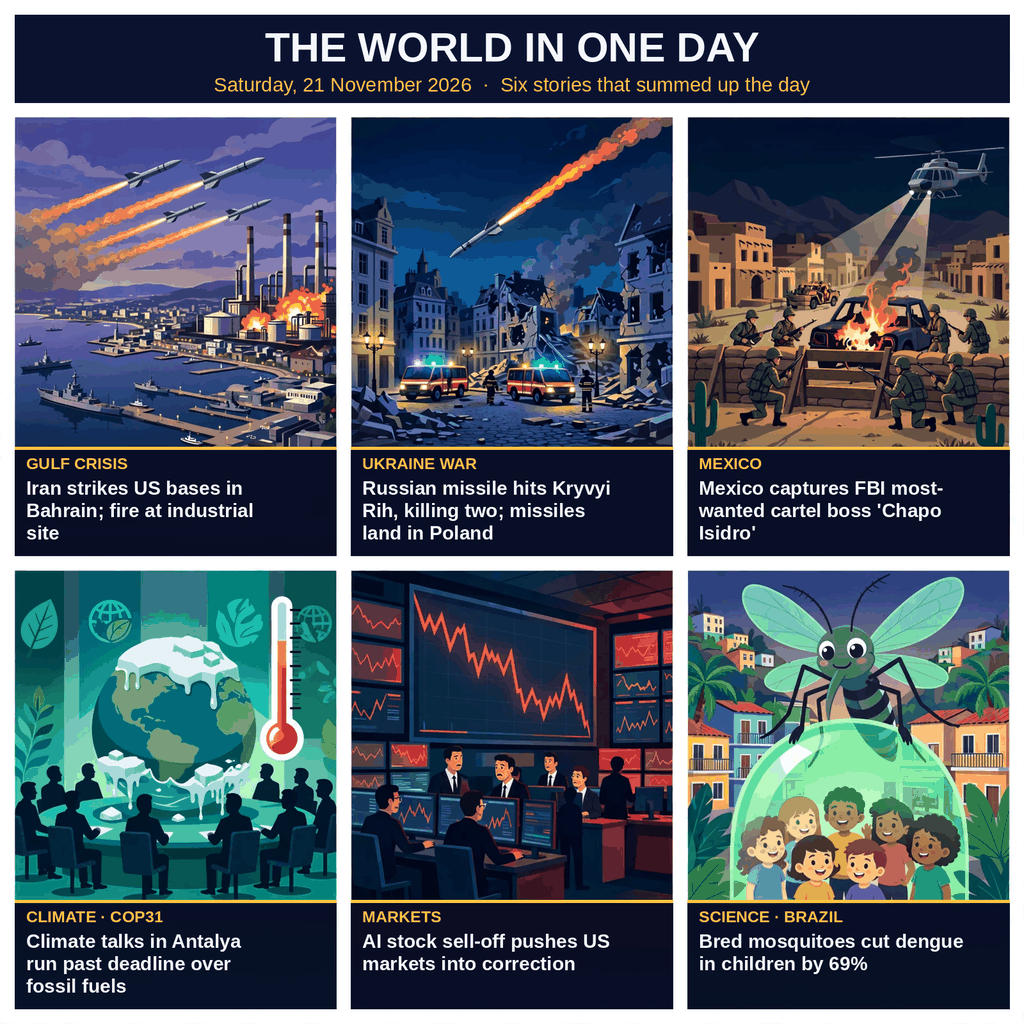 THE WORLD IN ONE DAY
Saturday, 21 November 2026 · Six stories that summed up the day
GULF CRISIS
Iran strikes US bases in
Bahrain; fire at industrial
site
UKRAINE WAR
Russian missile hits Kryvyi
Rih, killing two; missiles
land in Poland
MEXICO
Mexico captures FBI most-
wanted cartel boss 'Chapo
Isidro'
CLIMATE · COP31
Climate talks in Antalya
run past deadline over
fossil fuels
MARKETS
AI stock sell-off pushes US
markets into correction
SCIENCE · BRAZIL
Bred mosquitoes cut dengue
in children by 69%